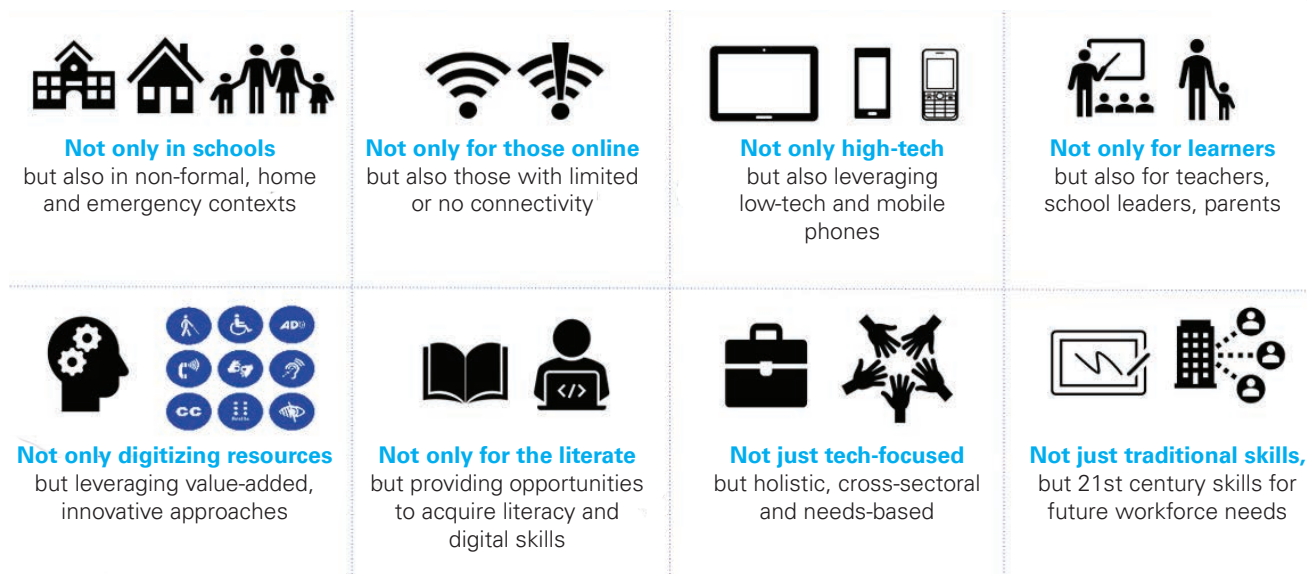 Not only in schools
but also in non-formal, home
and emergency contexts
Not only for those online
but also those with limited
or no connectivity
Not only high-tech
but also leveraging
low-tech and mobile
phones
Not only for learners
but also for teachers,
school leaders, parents
AD
CC
Not only digitizing resources
but leveraging value-added,
innovative approaches
</>
Not only for the literate
but providing opportunities
to acquire literacy and
digital skills
Not just tech-focused
but holistic, cross-sectoral
and needs-based
Not just traditional skills,
but 21st century skills for
future workforce needs